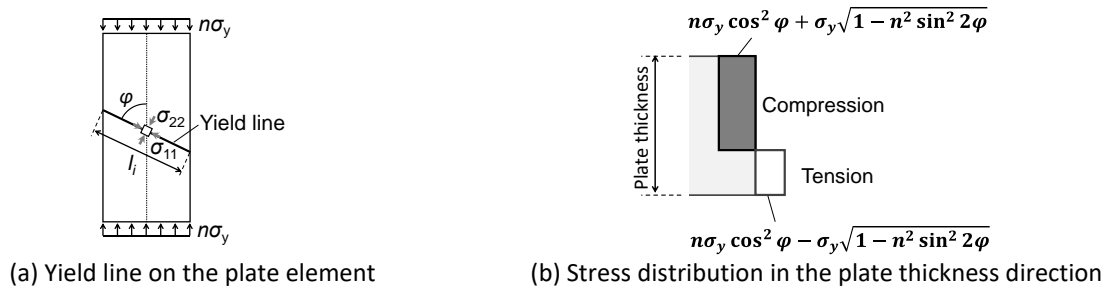 nσy
φ
σ22
Yield line
σ11
li
nσy
(a) Yield line on the plate element
nσy cos² φ + σy√1 − n² sin² 2φ
Plate thickness
Compression
Tension
nσy cos² φ − σy√1 − n² sin² 2φ
(b) Stress distribution in the plate thickness direction